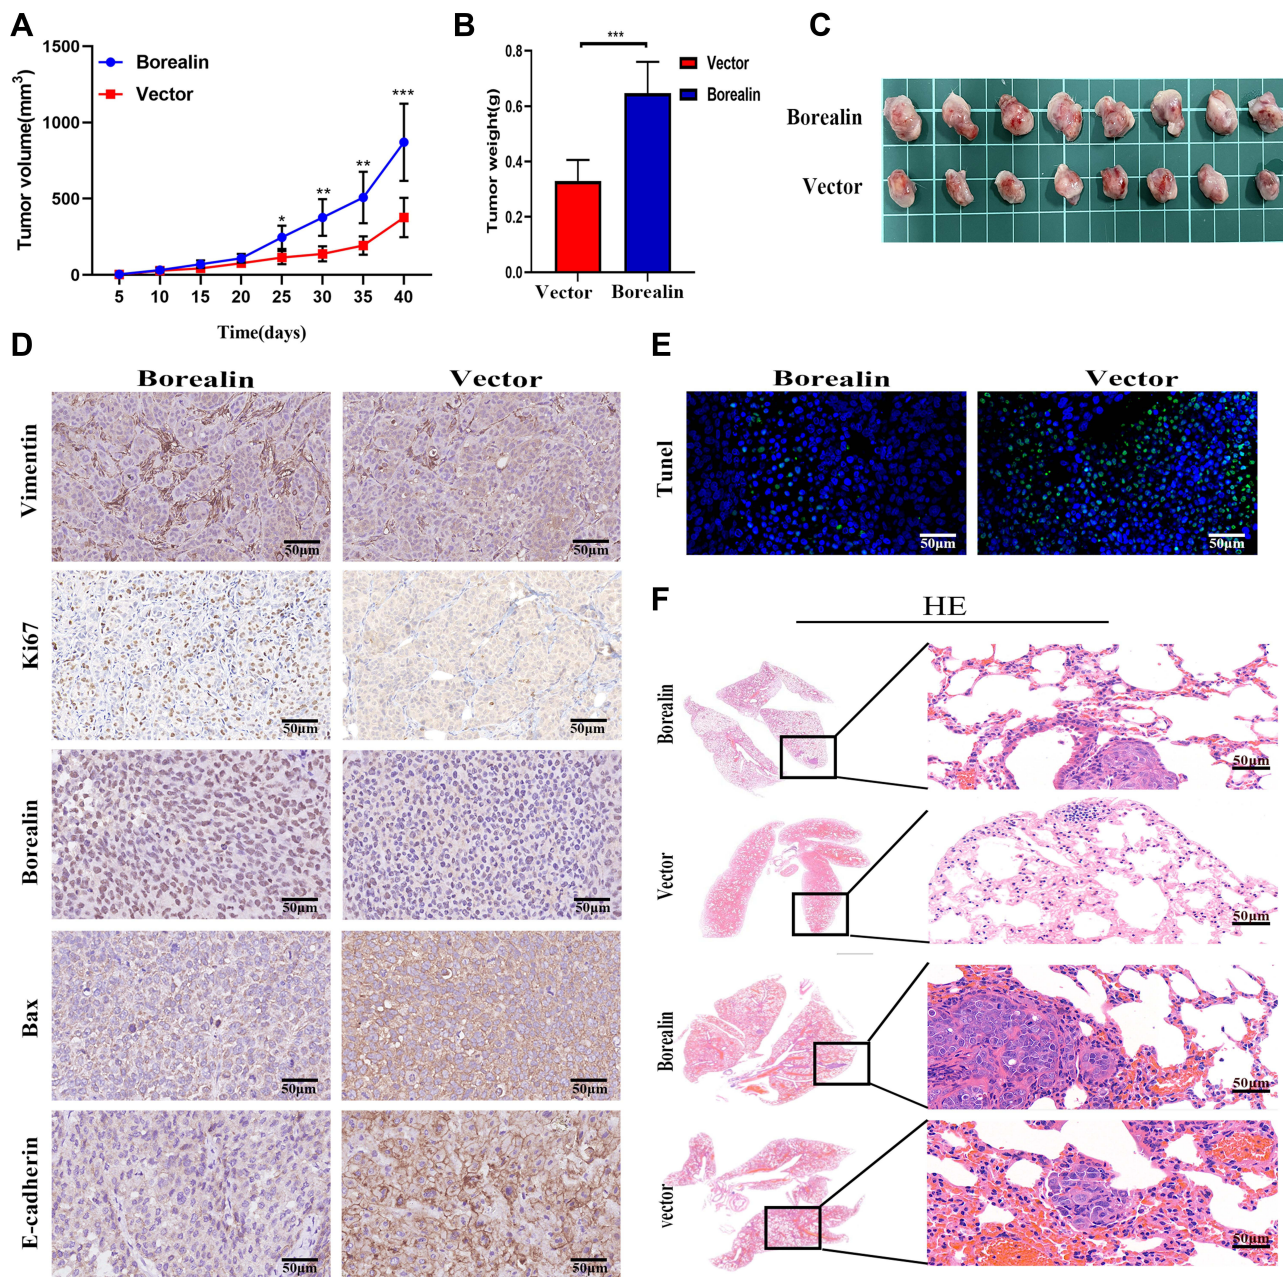 A
1500
1000
500
0
Tumor volume(mm³)
Borealin
Vector
*
**
**
***
5 10 15 20 25 30 35 40
Time(days)
B
***
0.8
0.6
0.4
0.2
0.0
Tumor weight(g)
Vector
Borealin
Vector Borealin
C
Borealin
Vector
D
Borealin Vector
Vimentin
50μm 50μm
Ki67
50μm 50μm
Borealin
50μm 50μm
Bax
50μm 50μm
E-cadherin
50μm 50μm
E
Borealin Vector
Tunel
50μm 50μm
F
HE
Borealin
50μm
Vector
50μm
Borealin
50μm
vector
50μm